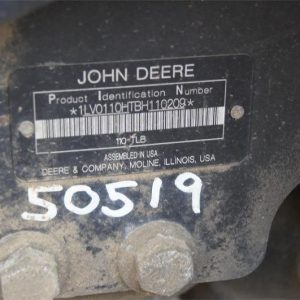 JOHN DEERE
Product Identification Number
*1LV0110HTBH110209*
110-TLB
ASSEMBLED IN USA
DEERE & COMPANY, MOLINE, ILLINOIS, USA
50519